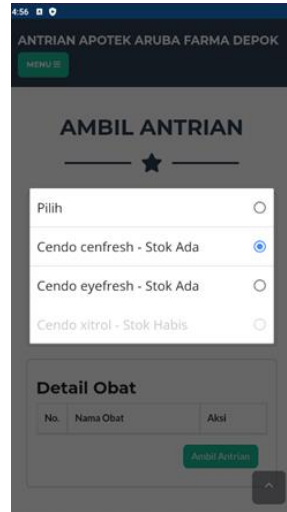 4:56
ANTRIAN APOTEK ARUBA FARMA DEPOK
MENU
AMBIL ANTRIAN
Pilih
Cendo cenfresh - Stok Ada
Cendo eyefresh - Stok Ada
Cendo xitrol - Stok Habis
Detail Obat
No. Nama Obat Aksi
Ambil Antrian